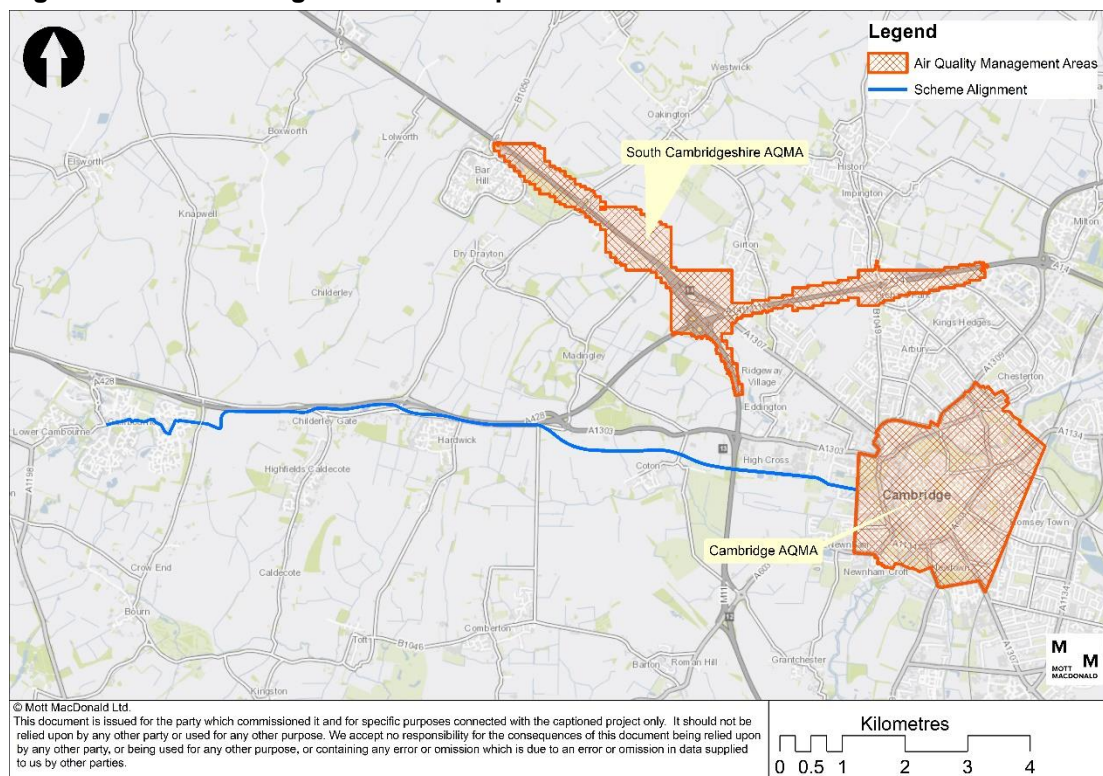 Legend
Air Quality Management Areas
Scheme Alignment
Westwick
B1050
Oakington
Boxworth
Lolworth
Elsworth
South Cambridgeshire AQMA
Bar
Hill
Histon
Impington
Milton
Knapwell
Girton
A14
Dry Drayton
Childerley
B1049
Kings Hedges
A1307
Arbury
A1309
Madingley
Ridgeway
Village
Chesterton
A428
Eddington
Lower Cambourne
Childerley Gate
A428
A1303
A1134
Hardwick
High Cross
A1303
Highfields Caldecote
Coton
A1198
Cambridge
Cambridge AQMA
Newnham Croft
Crow End
Caldecote
A603
M11
Bourn
A1134
Comberton
Toft
B1046
Grantchester
Barton
Roman Hill
A1307
Kingston
M M
MOTT
MACDONALD
© Mott MacDonald Ltd.
This document is issued for the party which commissioned it and for specific purposes connected with the captioned project only. It should not be
relied upon by any other party or used for any other purpose. We accept no responsibility for the consequences of this document being relied upon
by any other party, or being used for any other purpose, or containing any error or omission which is due to an error or omission in data supplied
to us by other parties.
Kilometres
0 0.5 1 2 3 4